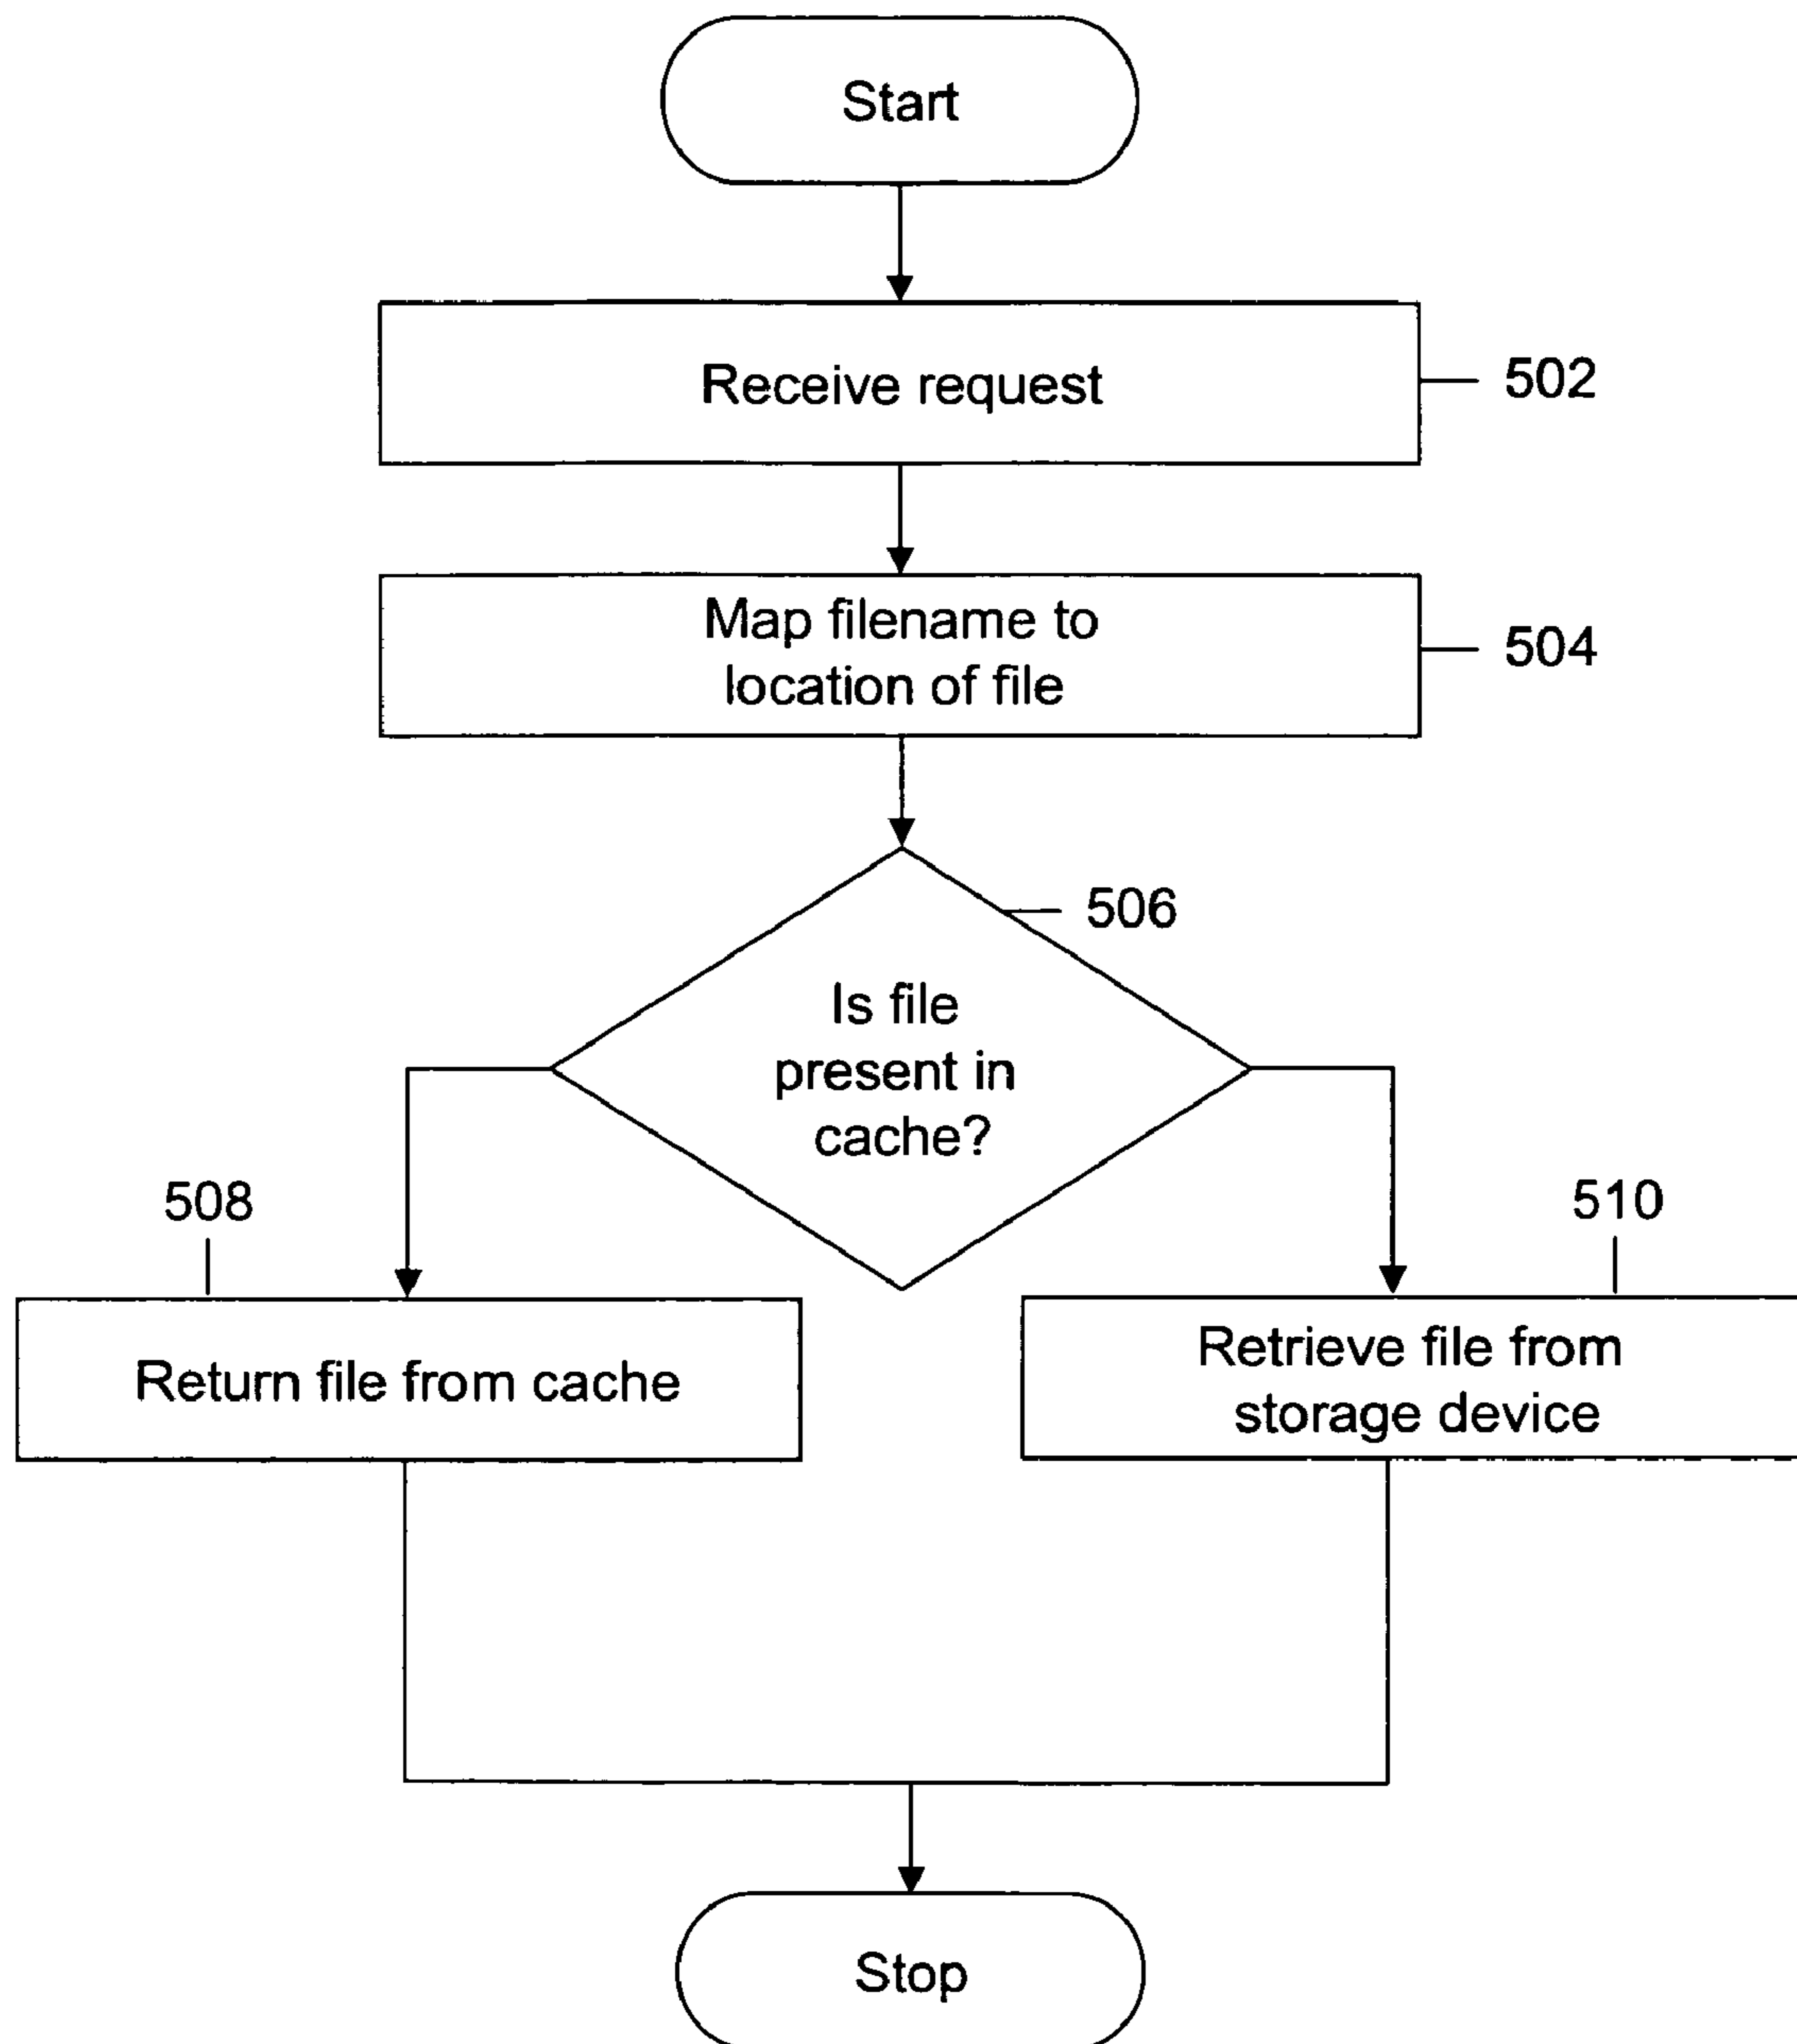 Start
Receive request
502
Map filename to
location of file
504
506
Is file
present in
cache?
508
510
Return file from cache
Retrieve file from
storage device
Stop